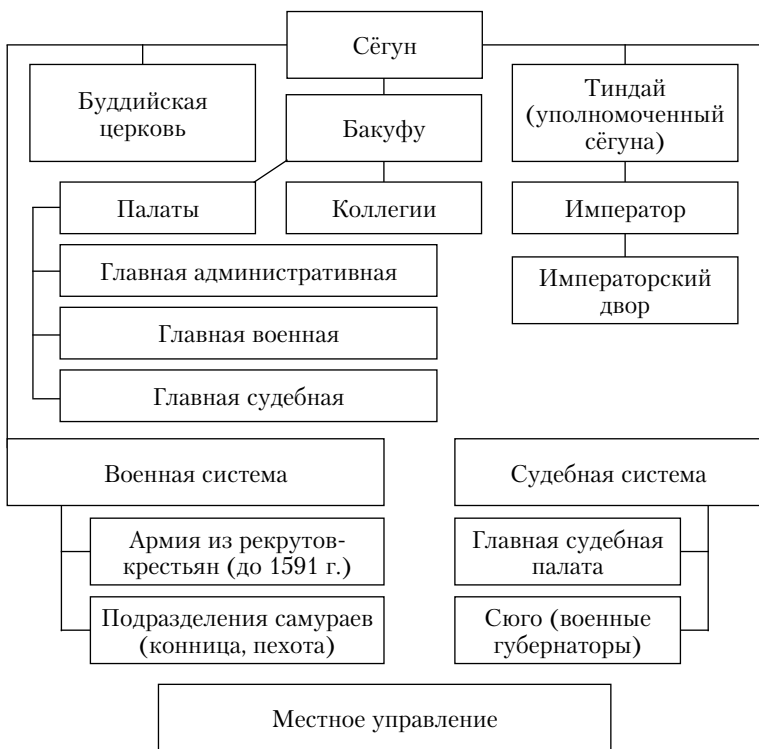 Сёгун
Буддийская
церковь
Бакуфу
Тиндай
(уполномоченный
сёгуна)
Палаты
Коллегии
Император
Главная административная
Императорский
двор
Главная военная
Главная судебная
Военная система
Судебная система
Армия из рекрутов-
крестьян (до 1591 г.)
Главная судебная
палата
Подразделения самураев
(конница, пехота)
Сюго (военные
губернаторы)
Местное управление